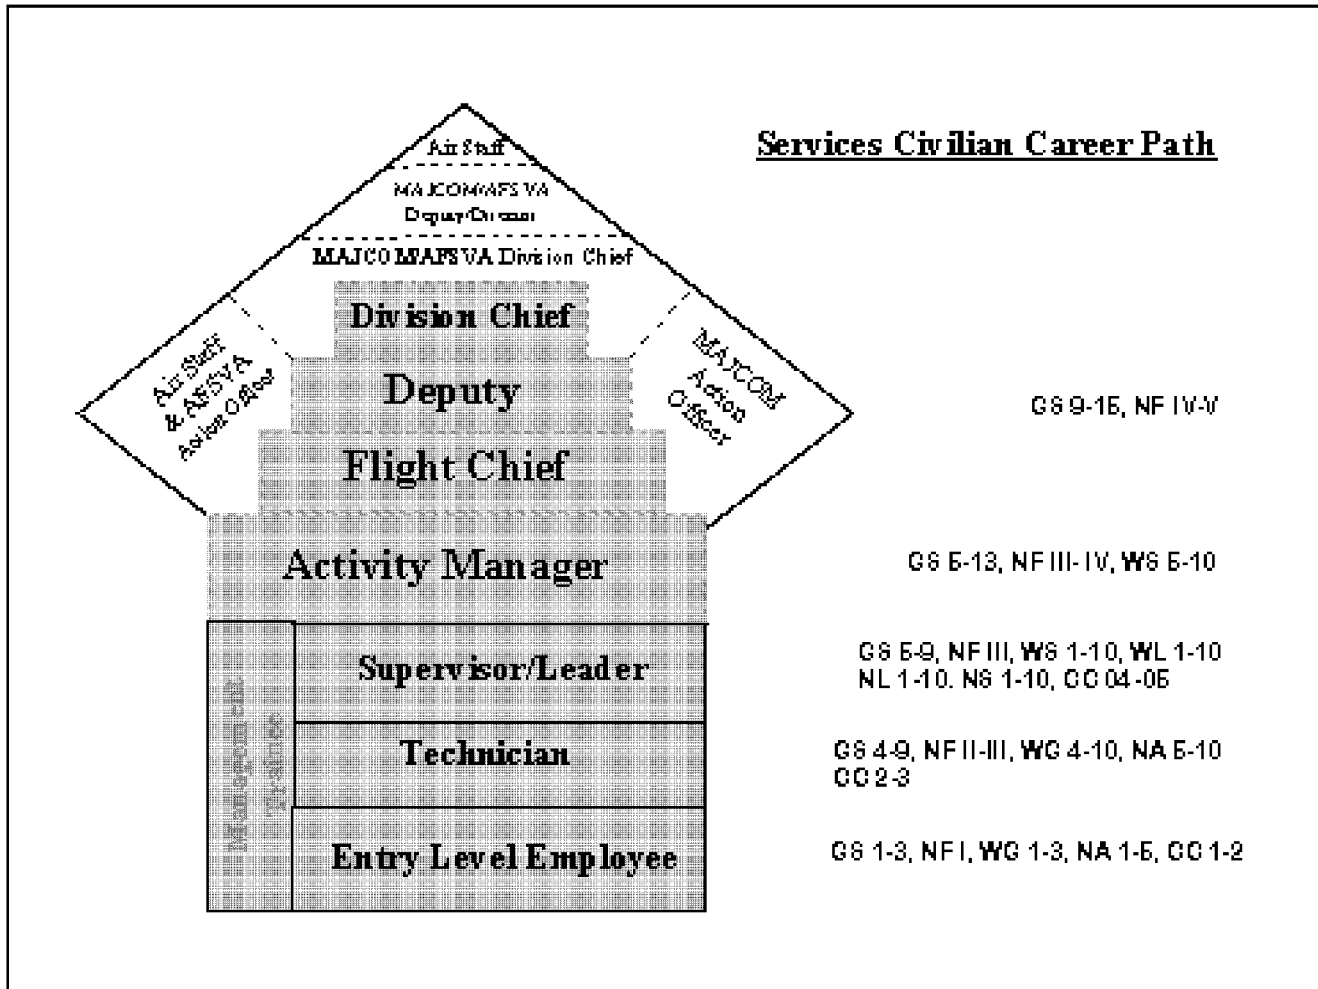 Services Civilian Career Path
Air Staff
MAJCOM/AFSVA
Deputy/Director
MAJCOM/AFSVA Division Chief
Division Chief
Air Staff
& AFSVA
Action Officer
MAJCOM
Action
Officer
Deputy
GS 9-15, NF IV-V
Flight Chief
Activity Manager
GS 5-13, NF III-IV, WS 5-10
Management
Trainee
Supervisor/Leader
GS 5-9, NF III, WS 1-10, WL 1-10
NL 1-10. NS 1-10, CC 04-05
Technician
GS 4-9, NF II-III, WG 4-10, NA 5-10
CC 2-3
Entry Level Employee
GS 1-3, NF I, WG 1-3, NA 1-5, CC 1-2